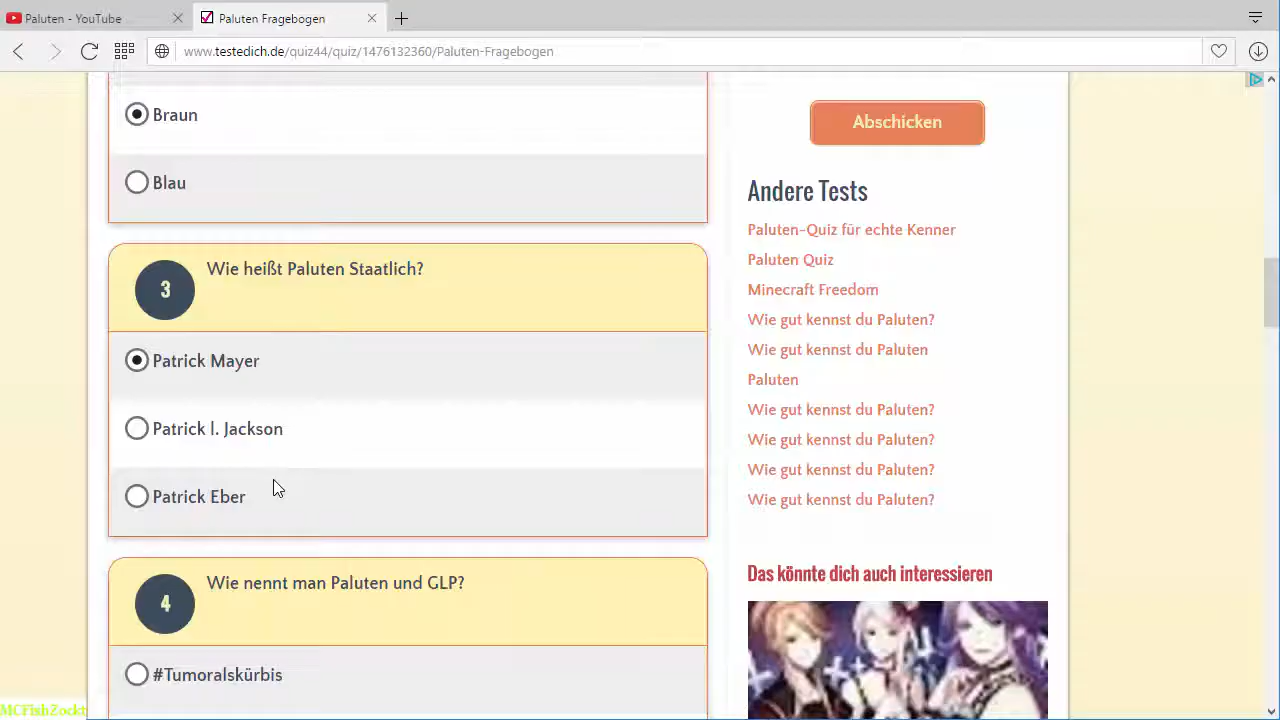 Paluten - YouTube
Paluten Fragebogen
www.testedich.de/quiz44/quiz/1476132360/Paluten-Fragebogen
Braun
Blau
3
Wie heißt Paluten Staatlich?
Patrick Mayer
Patrick l. Jackson
Patrick Eber
4
Wie nennt man Paluten und GLP?
#Tumoralskürbis
Abschicken
Andere Tests
Paluten-Quiz für echte Kenner
Paluten Quiz
Minecraft Freedom
Wie gut kennst du Paluten?
Wie gut kennst du Paluten
Paluten
Wie gut kennst du Paluten?
Wie gut kennst du Paluten?
Wie gut kennst du Paluten?
Wie gut kennst du Paluten?
Das könnte dich auch interessieren
MCFishZockt